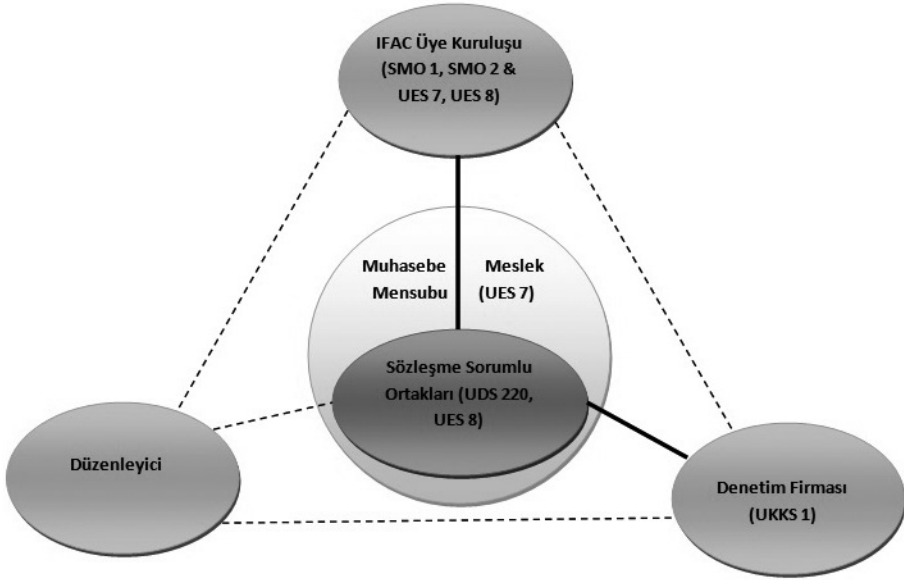 IFAC Üye Kuruluşu
(SMO 1, SMO 2 &
UES 7, UES 8)
Muhasebe Meslek
Mensubu (UES 7)
Sözleşme Sorumlu
Ortakları (UDS 220,
UES 8)
Düzenleyici
Denetim Firması
(UKKS 1)